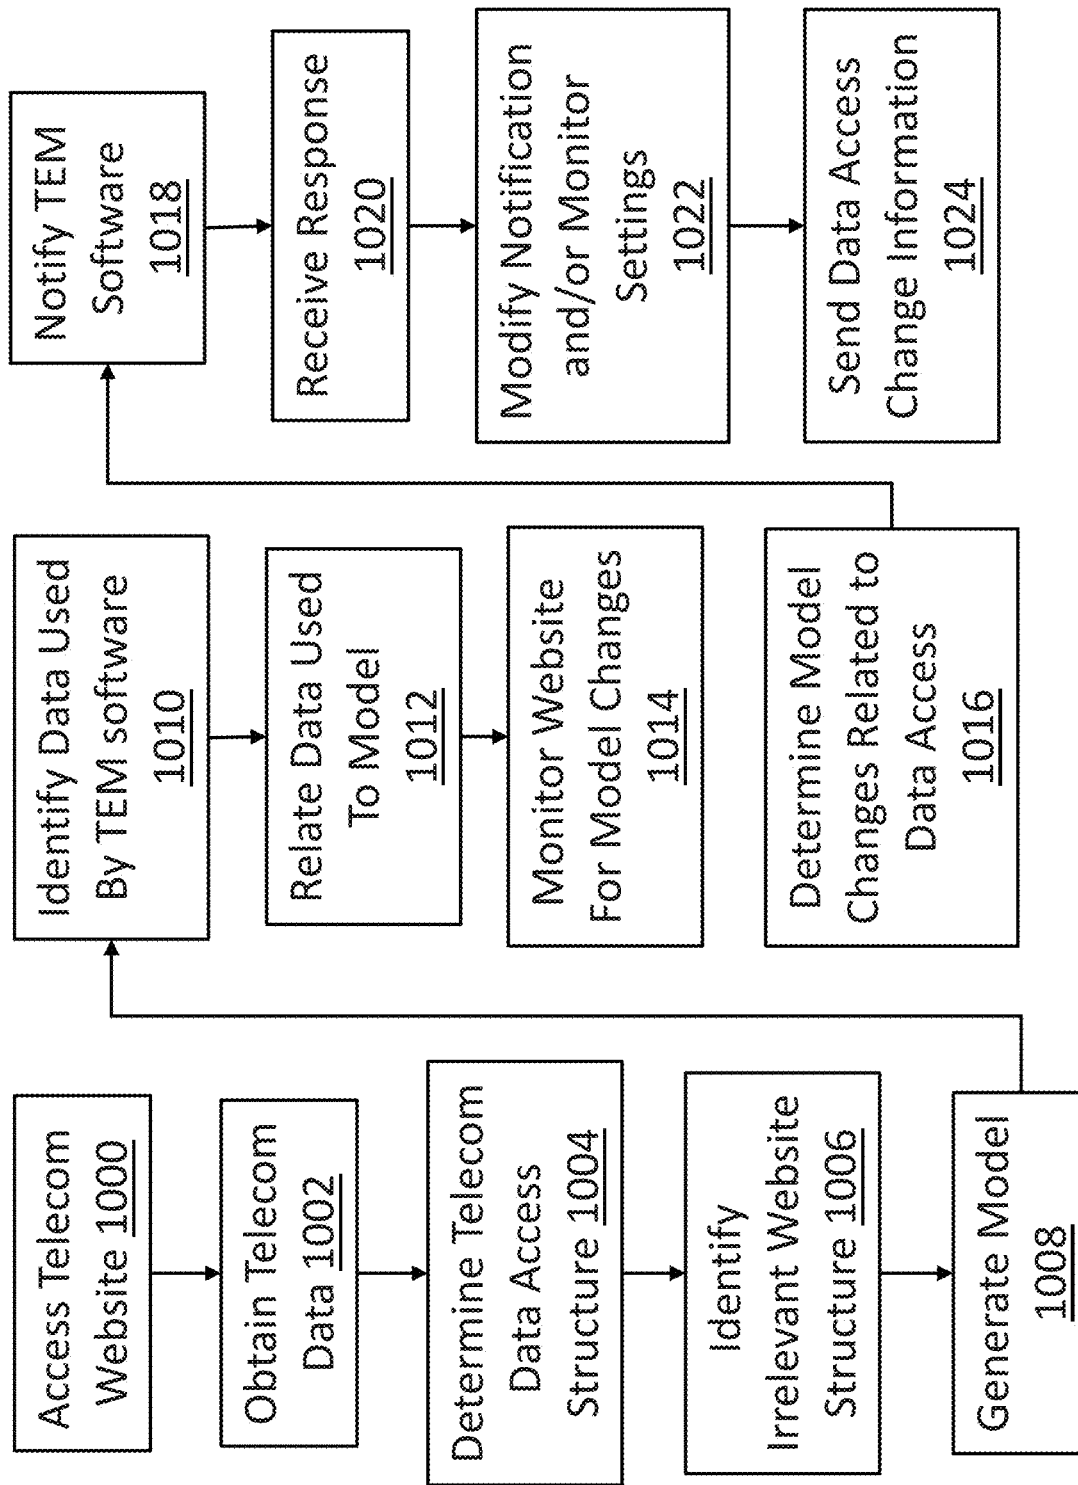 Access Telecom
Website 1000
Obtain Telecom
Data 1002
Determine Telecom
Data Access
Structure 1004
Identify
Irrelevant Website
Structure 1006
Generate Model
1008
Identify Data Used
By TEM software
1010
Relate Data Used
To Model
1012
Monitor Website
For Model Changes
1014
Determine Model
Changes Related to
Data Access
1016
Notify TEM
Software
1018
Receive Response
1020
Modify Notification
and/or Monitor
Settings
1022
Send Data Access
Change Information
1024